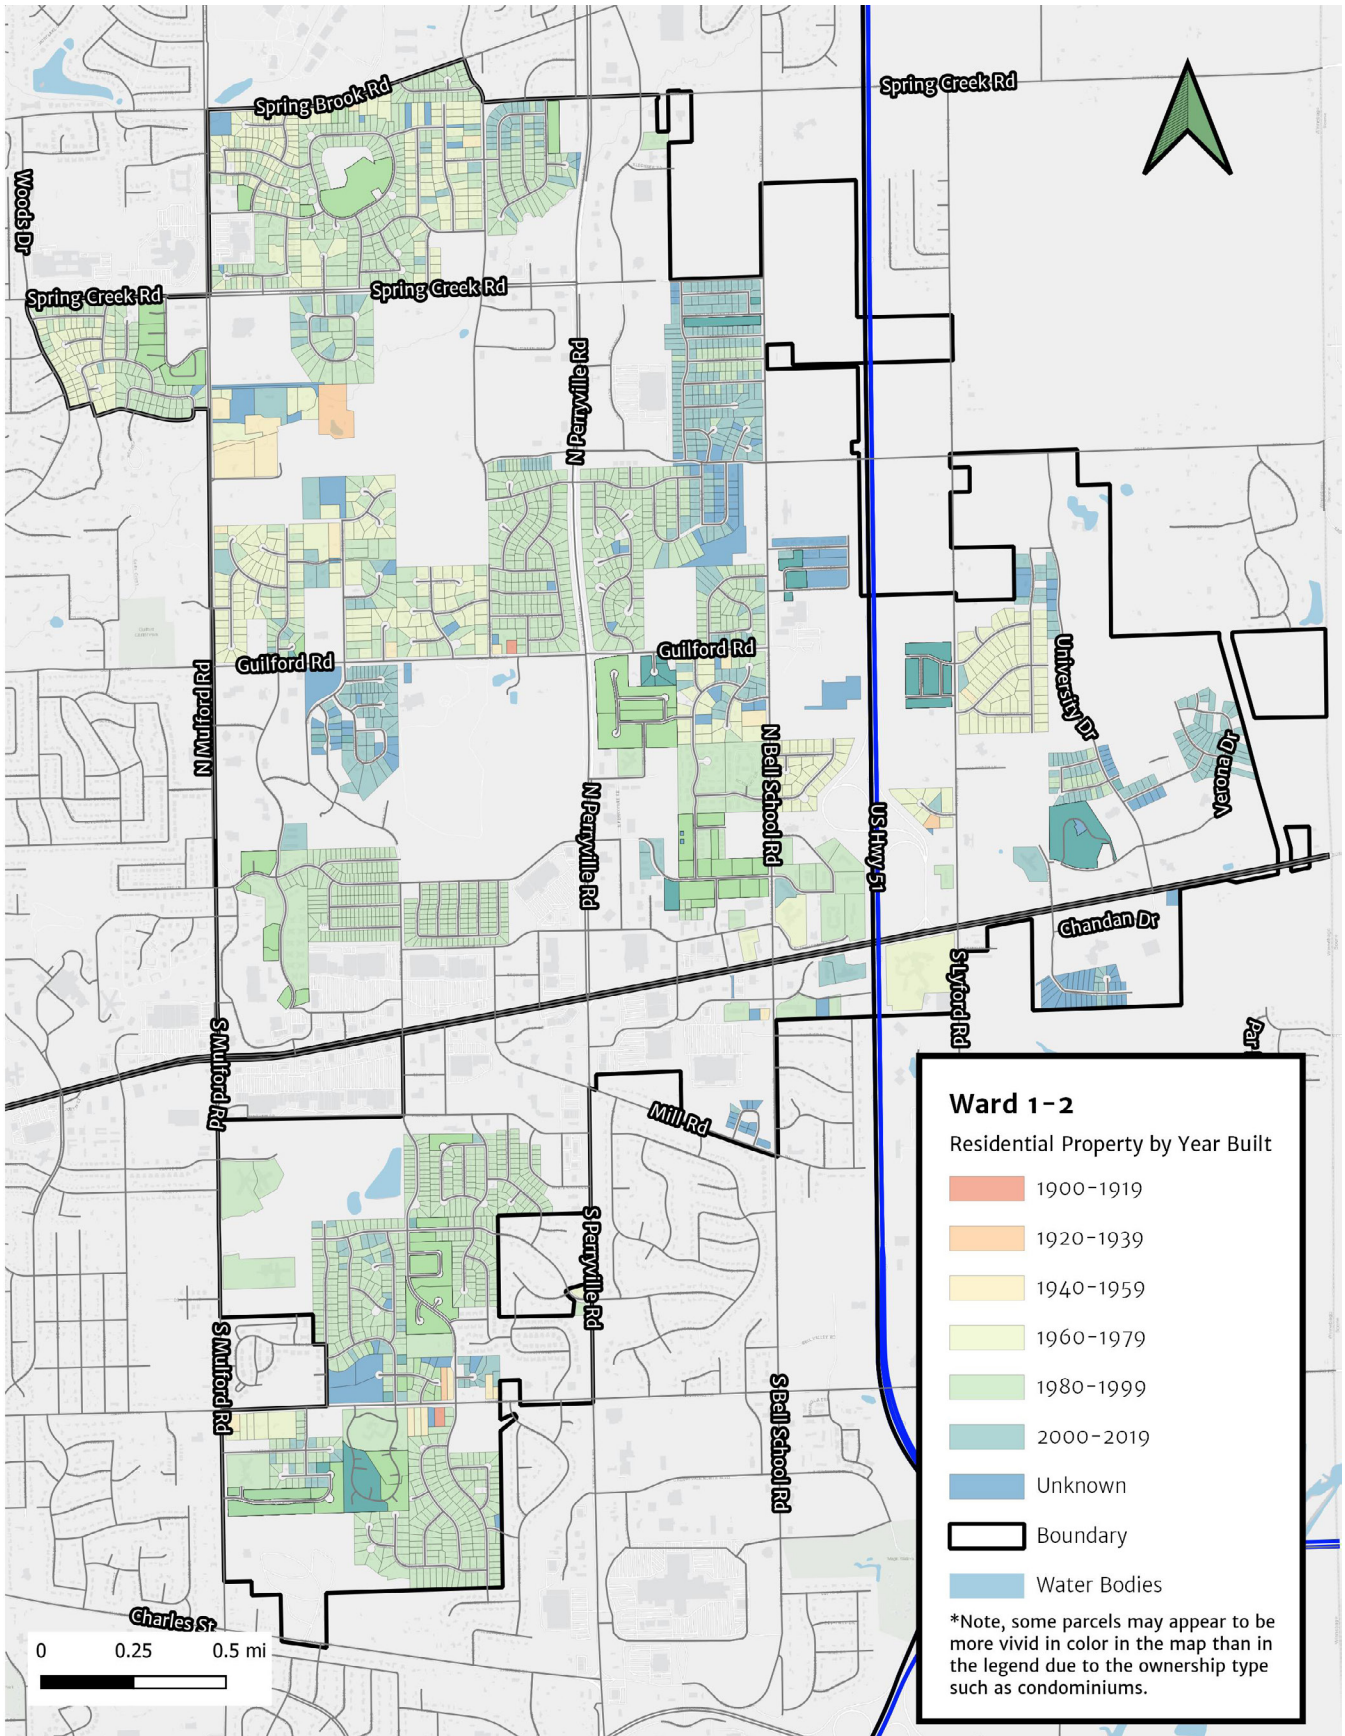 Spring Brook Rd
Spring Creek Rd
Woods Dr
Spring Creek Rd
Spring Creek Rd
N Perryville Rd
Guilford Rd
Guilford Rd
University Dr
N Mulford Rd
Verona Dr
N Bell School Rd
N Perryville Rd
US Hwy 51
Chandan Dr
S Lyford Rd
S Mulford Rd
Par
Mill Rd
S Perryville Rd
S Mulford Rd
S Bell School Rd
Charles St
0 0.25 0.5 mi
Ward 1-2
Residential Property by Year Built
1900-1919
1920-1939
1940-1959
1960-1979
1980-1999
2000-2019
Unknown
Boundary
Water Bodies
*Note, some parcels may appear to be
more vivid in color in the map than in
the legend due to the ownership type
such as condominiums.